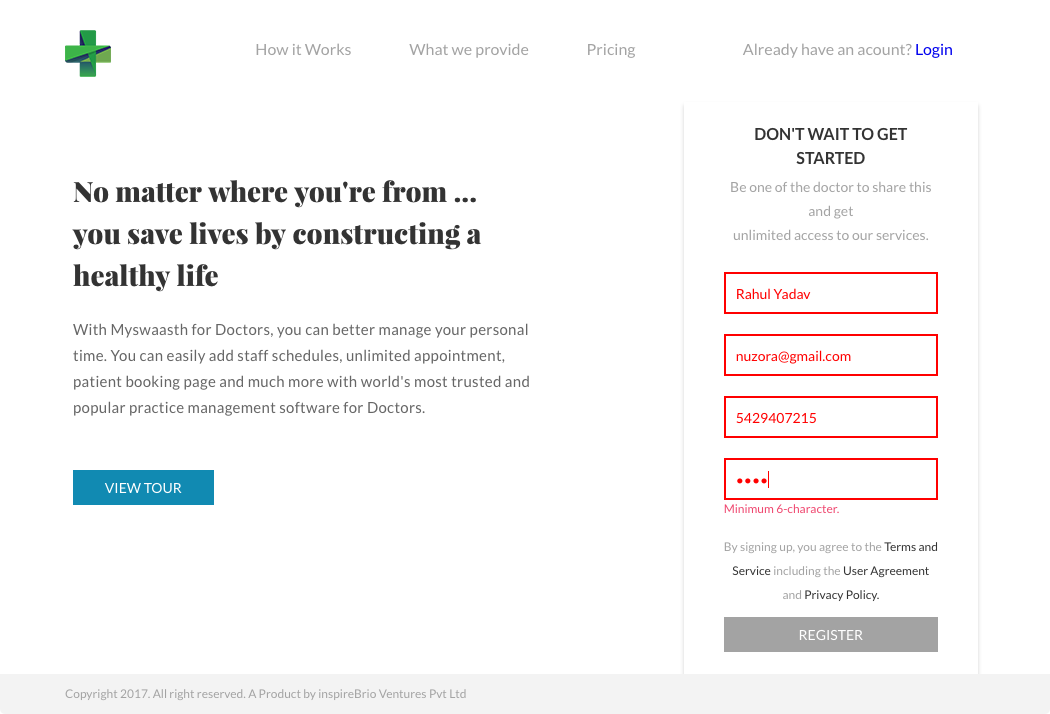 How it Works
What we provide
Pricing
Already have an acount? Login
No matter where you're from ...
you save lives by constructing a
healthy life
With Myswaasth for Doctors, you can better manage your personal
time. You can easily add staff schedules, unlimited appointment,
patient booking page and much more with world's most trusted and
popular practice management software for Doctors.
VIEW TOUR
DON'T WAIT TO GET
STARTED
Be one of the doctor to share this
and get
unlimited access to our services.
Rahul Yadav
nuzora@gmail.com
5429407215
••••
Minimum 6-character.
By signing up, you agree to the Terms and
Service including the User Agreement
and Privacy Policy.
REGISTER
Copyright 2017. All right reserved. A Product by inspireBrio Ventures Pvt Ltd